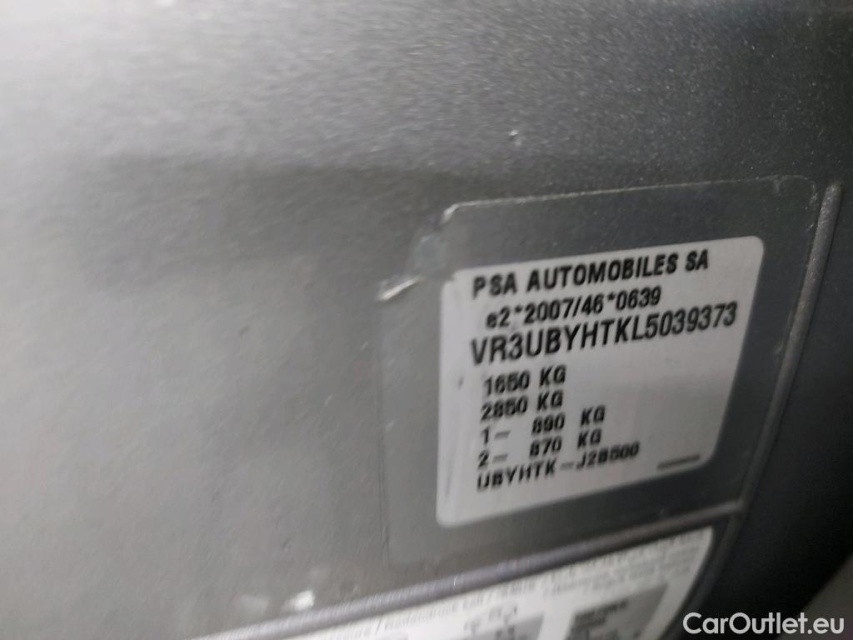 PSA AUTOMOBILES SA
e2*2007/46*0639
VR3UBYHTKL5039373
1650 KG
2850 KG
1- 890 KG
2- 870 KG
UBYHTK-J2B500
CarOutlet.eu